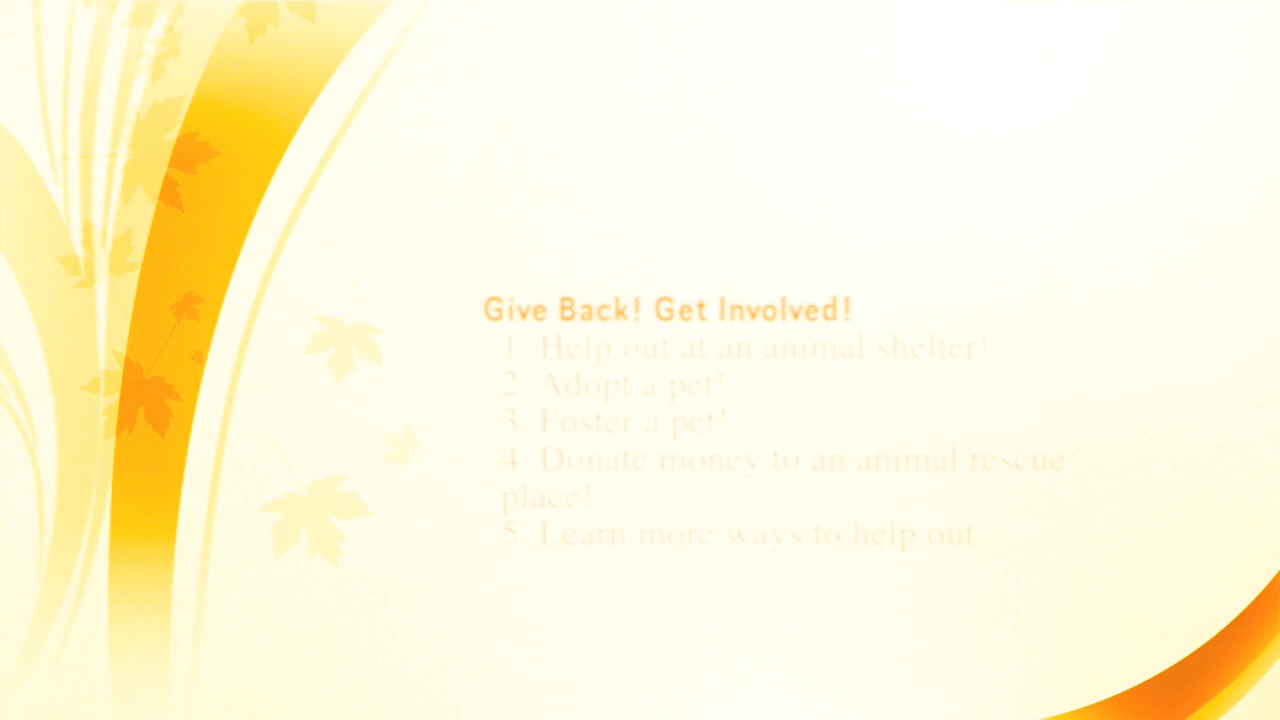 Give Back! Get Involved!
1. Help out at an animal shelter!
2. Adopt a pet!
3. Foster a pet!
4. Donate money to an animal rescue
place!
5. Learn more ways to help out